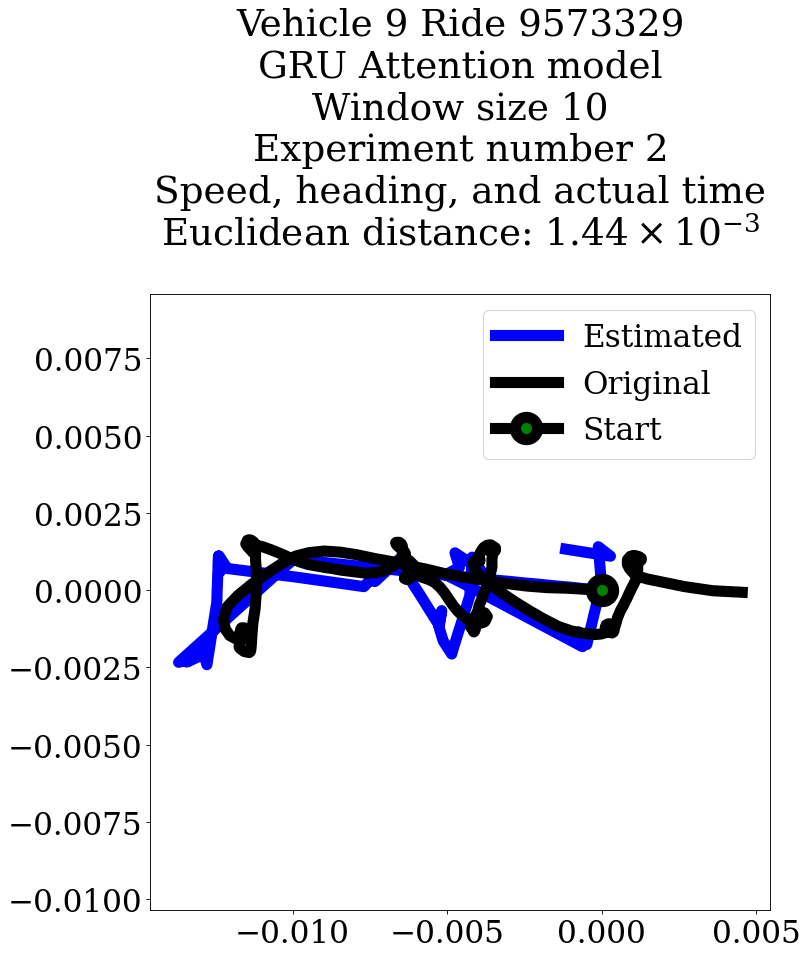 Vehicle 9 Ride 9573329
GRU Attention model
Window size 10
Experiment number 2
Speed, heading, and actual time
Euclidean distance: 1.44 × 10⁻³
Estimated
Original
Start
0.0075
0.0050
0.0025
0.0000
−0.0025
−0.0050
−0.0075
−0.0100
−0.010
−0.005
0.000
0.005